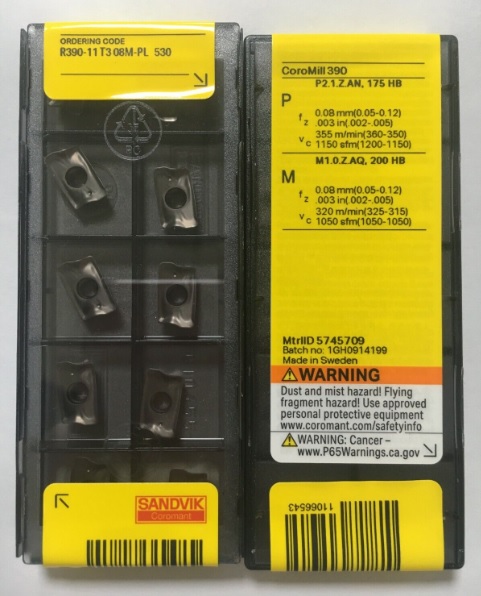 ORDERING CODE
R390-11 T3 08M-PL 530
PC
SANDVIK
Coromant
CoroMill 390
P2.1.Z.AN, 175 HB
P
fz 0.08 mm(0.05-0.12)
.003 in(.002-.005)
vc 355 m/min(360-350)
1150 sfm(1200-1150)
M1.0.Z.AQ, 200 HB
M
fz 0.08 mm(0.05-0.12)
.003 in(.002-.005)
vc 320 m/min(325-315)
1050 sfm(1050-1050)
MtrlID 5745709
Batch no: 1GH0914199
Made in Sweden
WARNING
Dust and mist hazard! Flying
fragment hazard! Use approved
personal protective equipment
www.coromant.com/safetyinfo
WARNING: Cancer –
www.P65Warnings.ca.gov
11066543